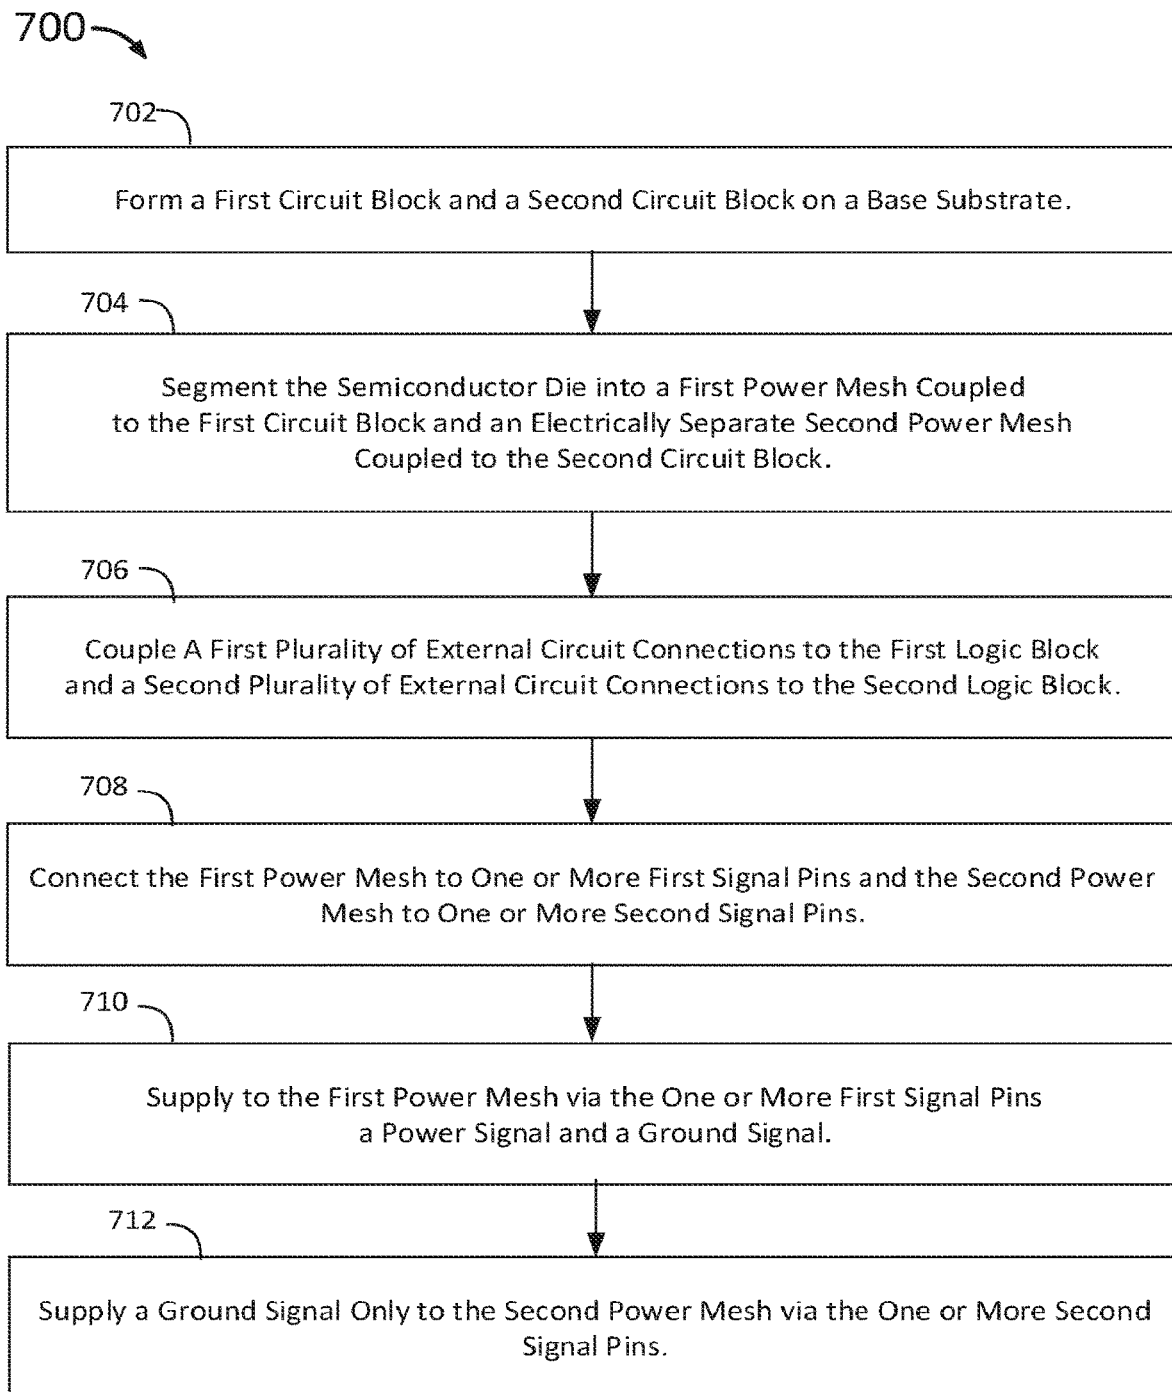 700
702
Form a First Circuit Block and a Second Circuit Block on a Base Substrate.
704
Segment the Semiconductor Die into a First Power Mesh Coupled
to the First Circuit Block and an Electrically Separate Second Power Mesh
Coupled to the Second Circuit Block.
706
Couple A First Plurality of External Circuit Connections to the First Logic Block
and a Second Plurality of External Circuit Connections to the Second Logic Block.
708
Connect the First Power Mesh to One or More First Signal Pins and the Second Power
Mesh to One or More Second Signal Pins.
710
Supply to the First Power Mesh via the One or More First Signal Pins
a Power Signal and a Ground Signal.
712
Supply a Ground Signal Only to the Second Power Mesh via the One or More Second
Signal Pins.